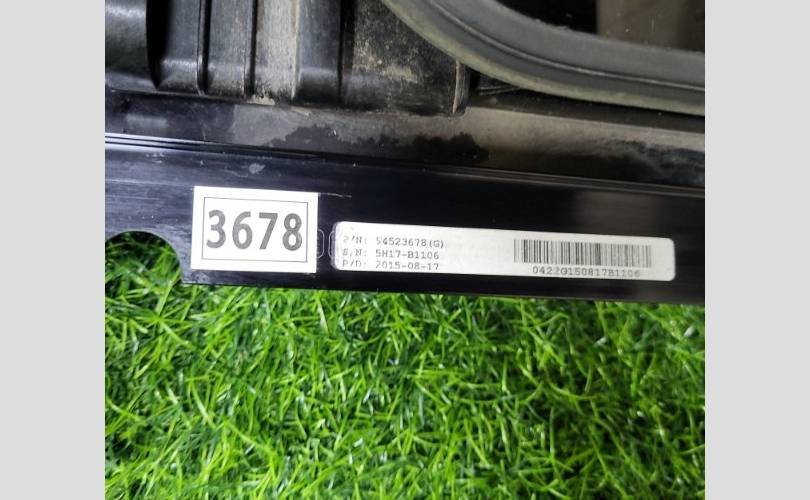 3678
P/N: 54523678(G)
S,N: 5H17-B1106
P/D: 2015-08-17
0422G150817B1106